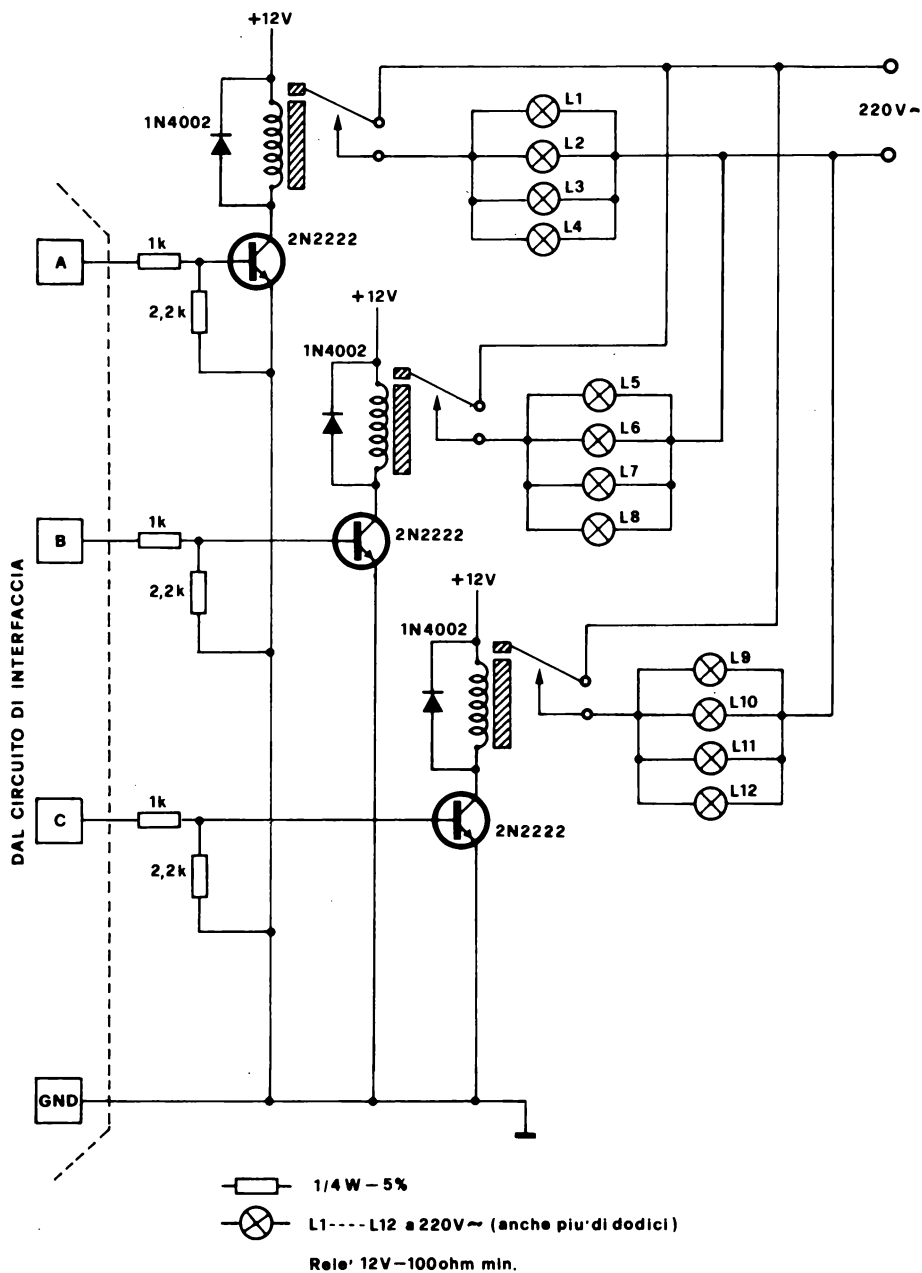 +12V
L1
1N4002
220V~
L2
L3
2N2222
L4
1k
A
+12V
2,2k
1N4002
L5
L6
L7
1k
L8
B
2N2222
2,2k
+12V
1N4002
L9
L10
L11
1k
L12
C
2N2222
2,2k
DAL CIRCUITO DI INTERFACCIA
GND
1/4W-5%
L1----L12 a 220V~ (anche piu' di dodici)
Rele' 12V-100ohm min.